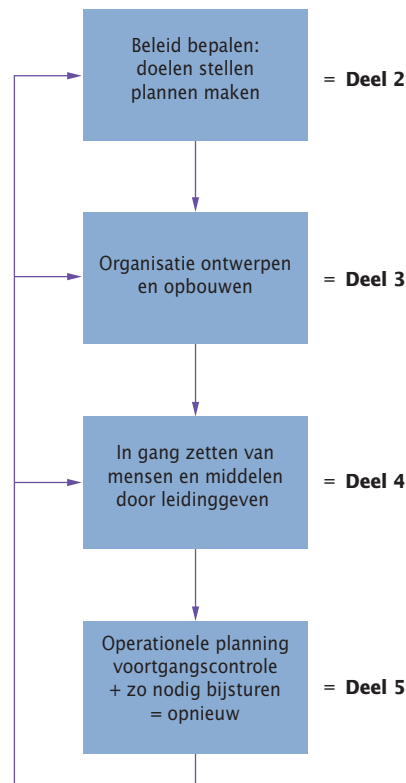 Beleid bepalen:
doelen stellen
plannen maken
= Deel 2
Organisatie ontwerpen
en opbouwen
= Deel 3
In gang zetten van
mensen en middelen
door leidinggeven
= Deel 4
Operationele planning
voortgangscontrole
+ zo nodig bijsturen
= opnieuw
= Deel 5